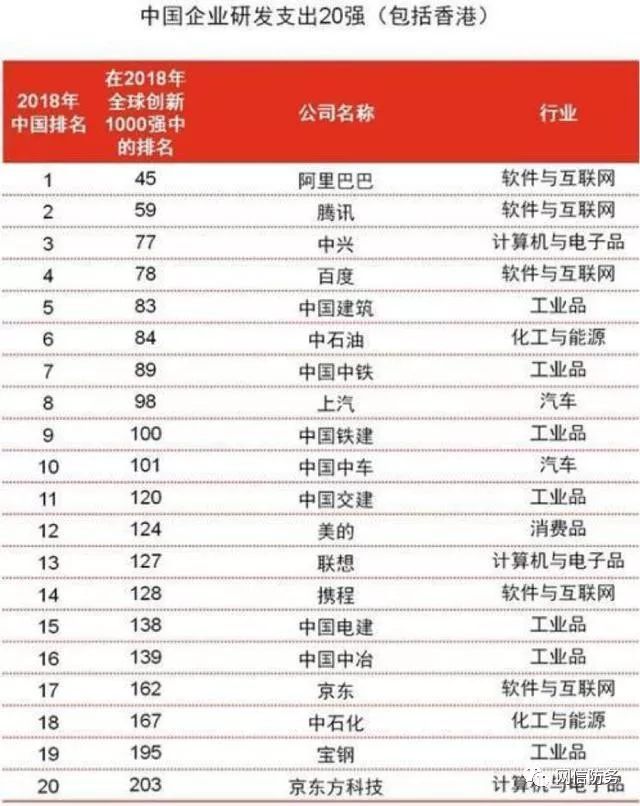 中国企业研发支出20强（包括香港）
2018年
中国排名
在2018年
全球创新
1000强中
的排名
公司名称
行业
1 45 阿里巴巴 软件与互联网
2 59 腾讯 软件与互联网
3 77 中兴 计算机与电子品
4 78 百度 软件与互联网
5 83 中国建筑 工业品
6 84 中石油 化工与能源
7 89 中国中铁 工业品
8 98 上汽 汽车
9 100 中国铁建 工业品
10 101 中国中车 汽车
11 120 中国交建 工业品
12 124 美的 消费品
13 127 联想 计算机与电子品
14 128 携程 软件与互联网
15 138 中国电建 工业品
16 139 中国中冶 工业品
17 162 京东 软件与互联网
18 167 中石化 化工与能源
19 195 宝钢 工业品
20 203 京东方科技 计算机与电子品
网信防务